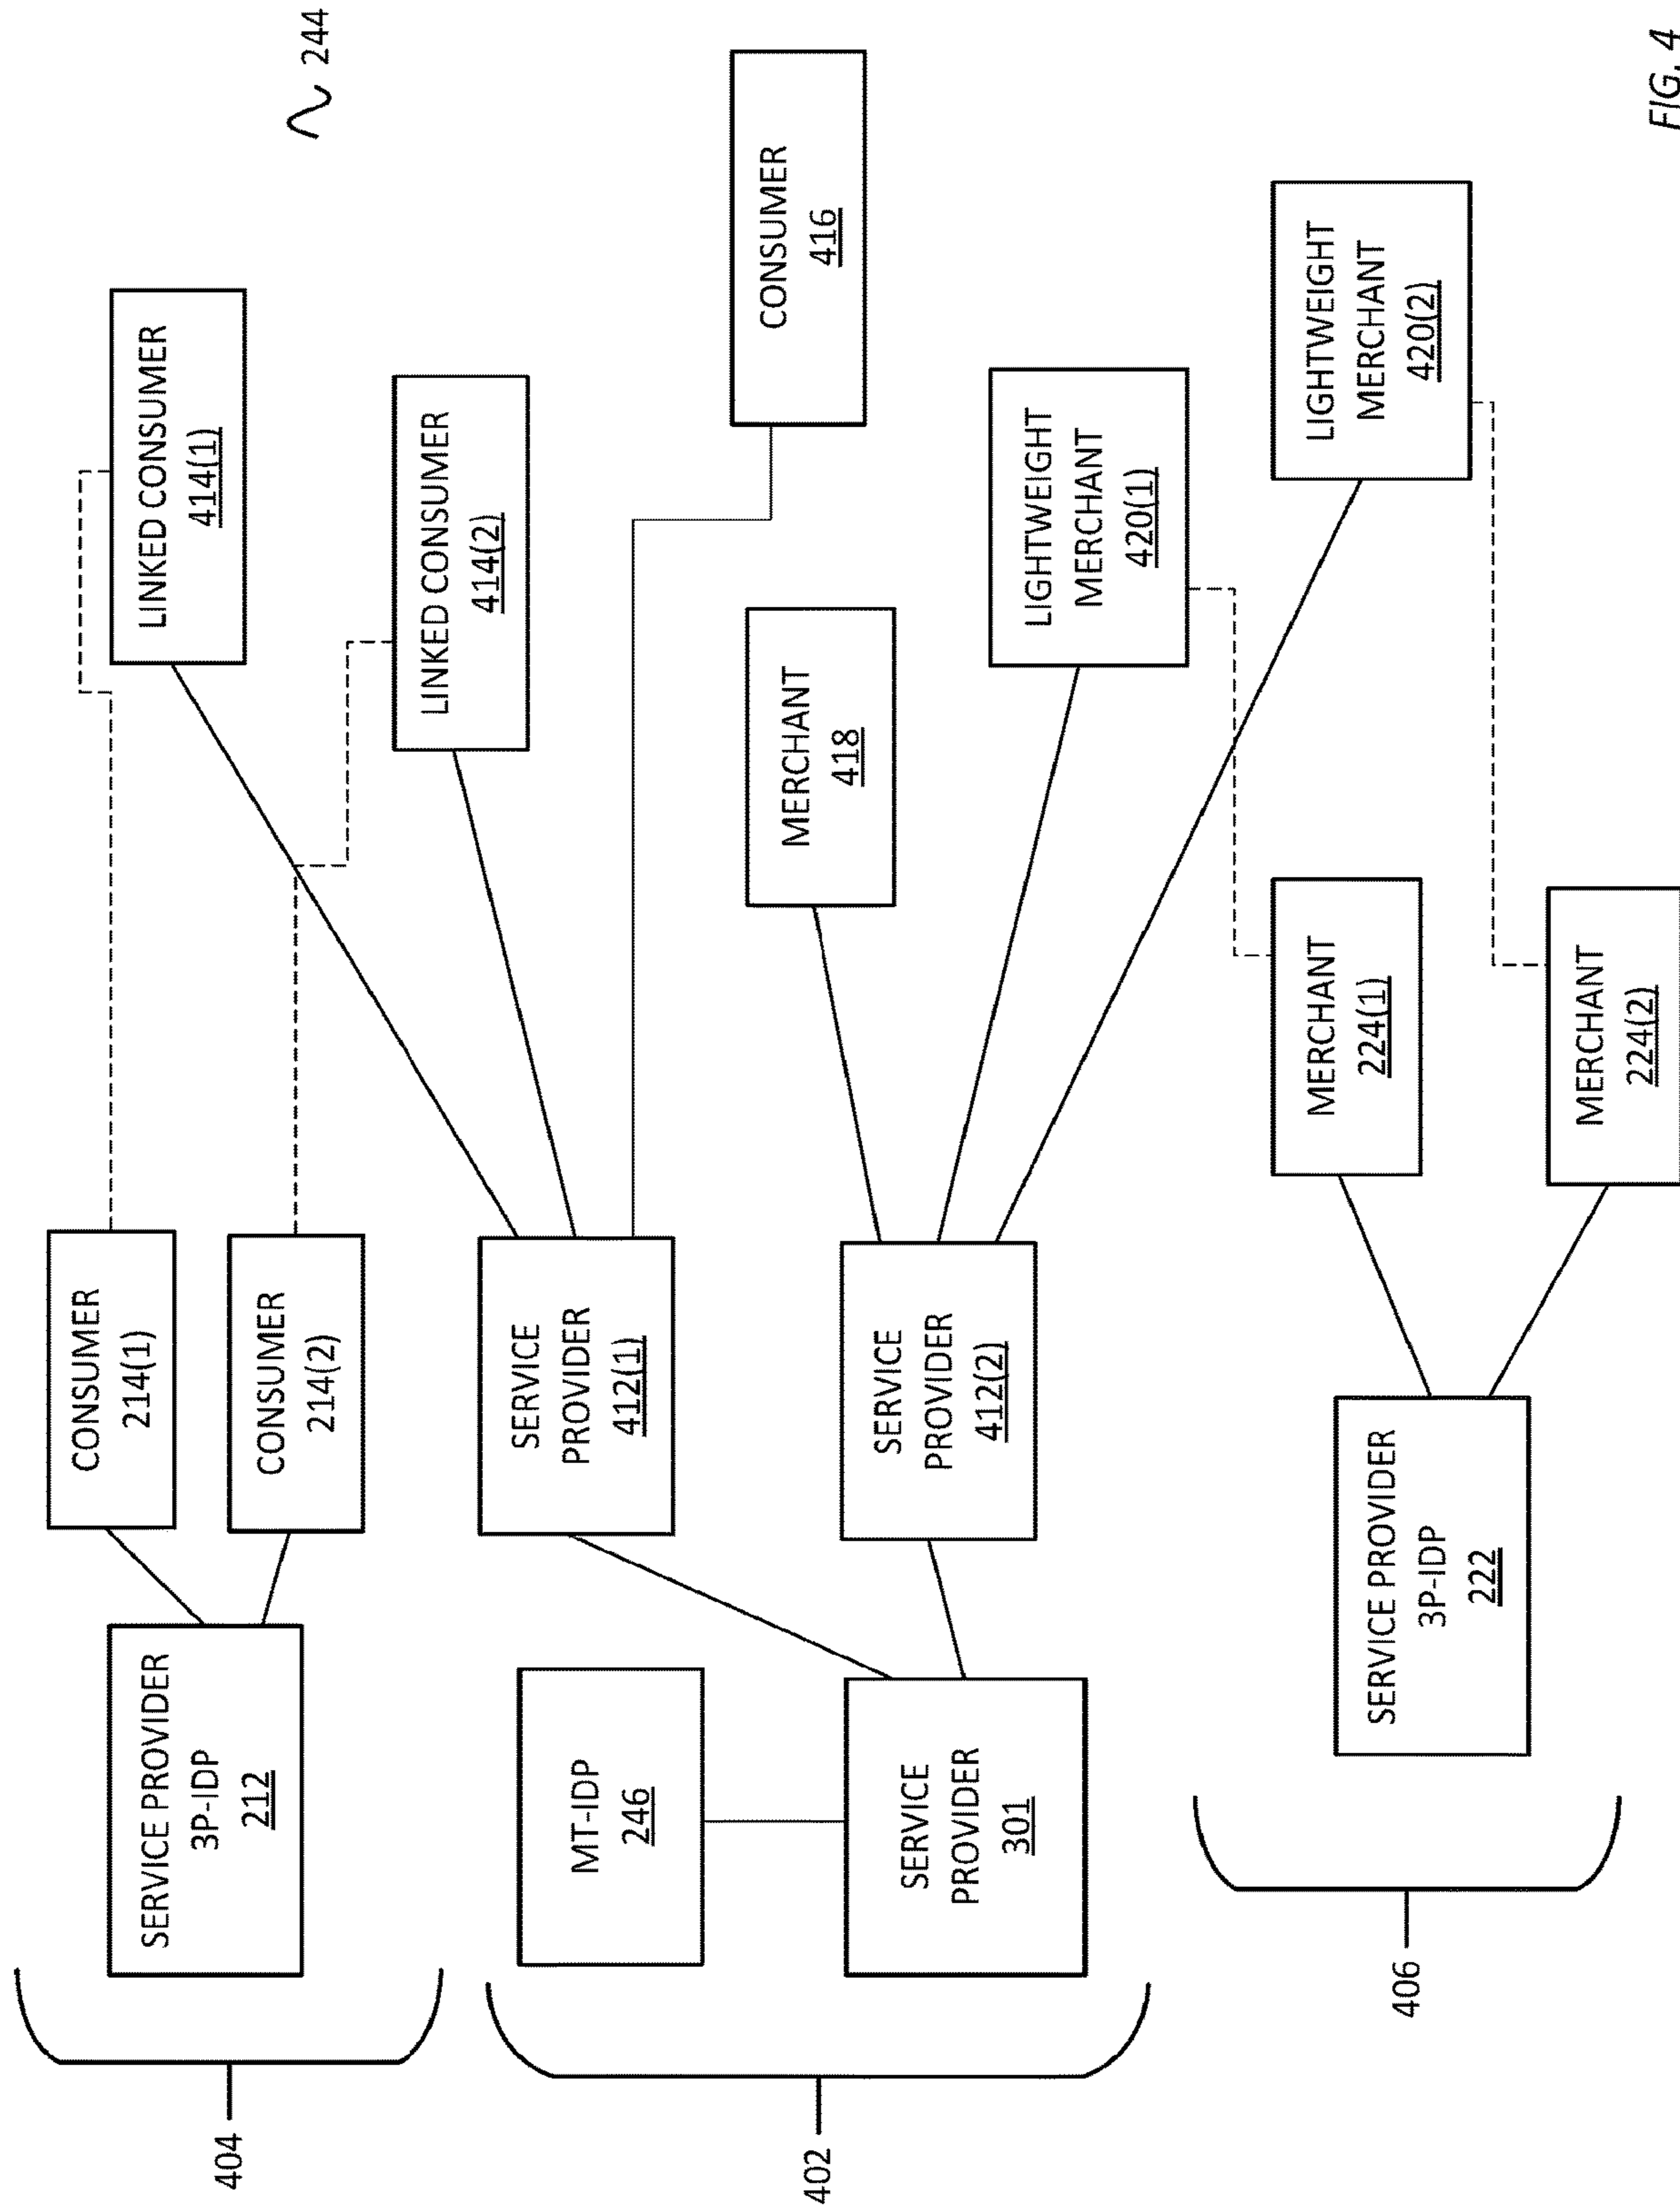 244
404
SERVICE PROVIDER
3P-IDP
212
CONSUMER
214(1)
CONSUMER
214(2)
LINKED CONSUMER
414(1)
LINKED CONSUMER
414(2)
402
MT-IDP
246
SERVICE
PROVIDER
301
SERVICE
PROVIDER
412(1)
SERVICE
PROVIDER
412(2)
CONSUMER
416
MERCHANT
418
LIGHTWEIGHT
MERCHANT
420(1)
LIGHTWEIGHT
MERCHANT
420(2)
406
SERVICE PROVIDER
3P-IDP
222
MERCHANT
224(1)
MERCHANT
224(2)
FIG. 4